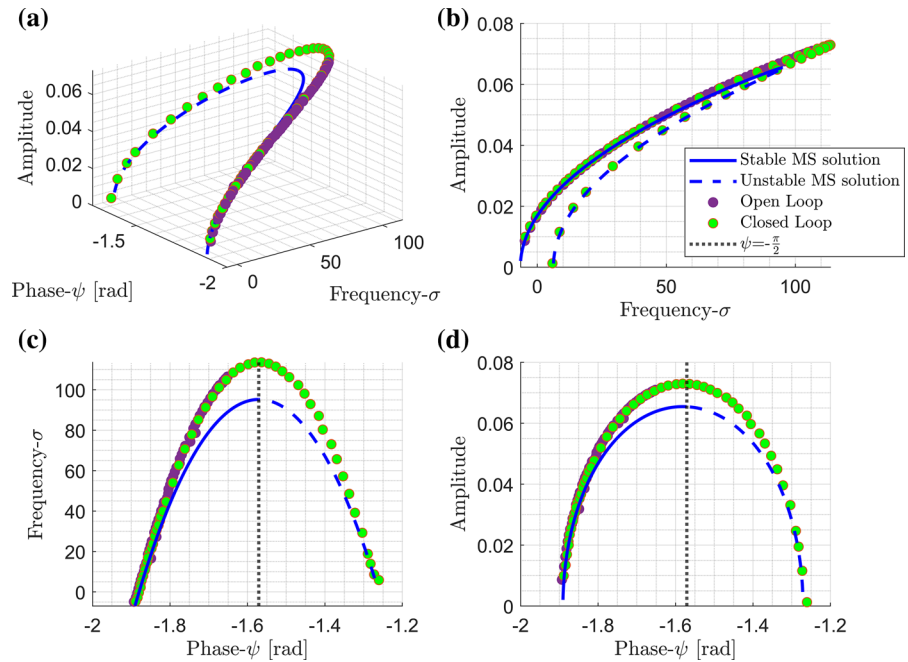 (a)
Amplitude
0.06
0.04
0.02
0
-1.5
-2
0
50
100
Phase-ψ [rad]
Frequency-σ
(b)
Amplitude
0.08
0.06
0.04
0.02
0
0
50
100
Frequency-σ
Stable MS solution
Unstable MS solution
Open Loop
Closed Loop
ψ=-π/2
(c)
Frequency-σ
100
80
60
40
20
0
-2
-1.8
-1.6
-1.4
-1.2
Phase-ψ [rad]
(d)
Amplitude
0.08
0.06
0.04
0.02
0
-2
-1.8
-1.6
-1.4
-1.2
Phase-ψ [rad]